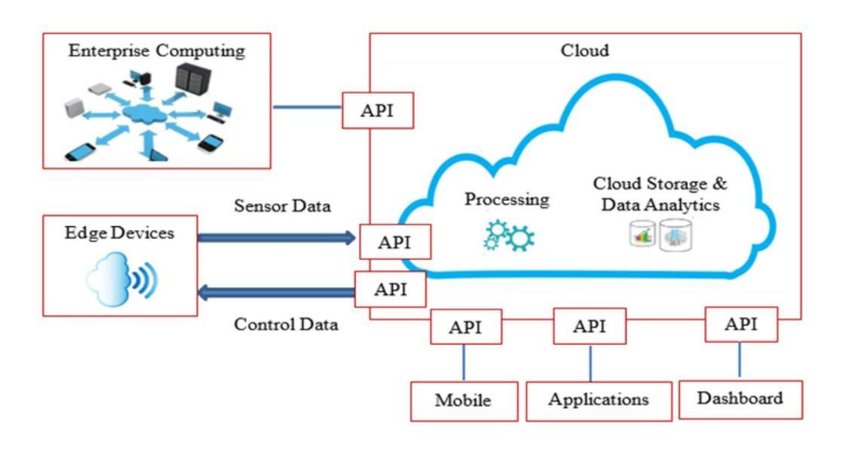 Enterprise Computing
Cloud
API
Processing
Cloud Storage &
Data Analytics
Sensor Data
Edge Devices
API
API
Control Data
API
API
API
Mobile
Applications
Dashboard